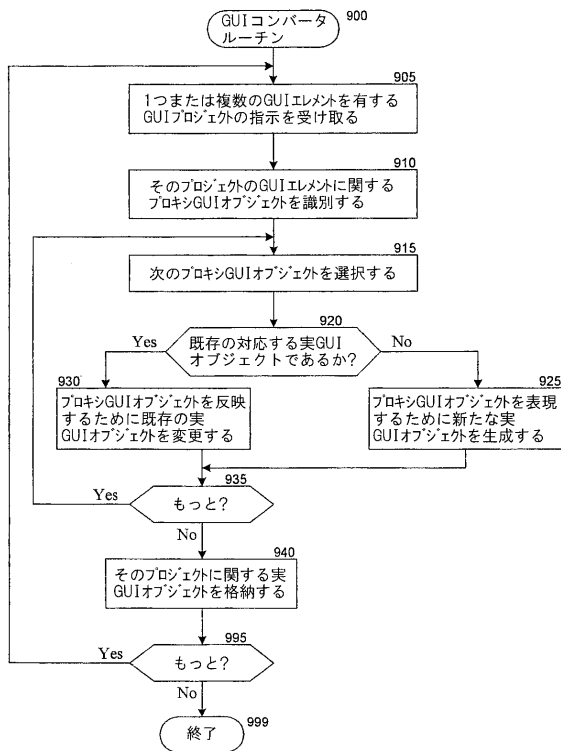 GUIコンバータ
ルーチン
900
905
1つまたは複数のGUIエレメントを有する
GUIプロジェクトの指示を受け取る
910
そのプロジェクトのGUIエレメントに関する
プロキシGUIオブジェクトを識別する
915
次のプロキシGUIオブジェクトを選択する
920
Yes
既存の対応する実GUI
オブジェクトであるか?
No
930
プロキシGUIオブジェクトを反映
するために既存の実
GUIオブジェクトを変更する
925
プロキシGUIオブジェクトを表現
するために新たな実
GUIオブジェクトを生成する
935
Yes
もっと?
No
940
そのプロジェクトに関する実
GUIオブジェクトを格納する
995
Yes
もっと?
No
終了
999